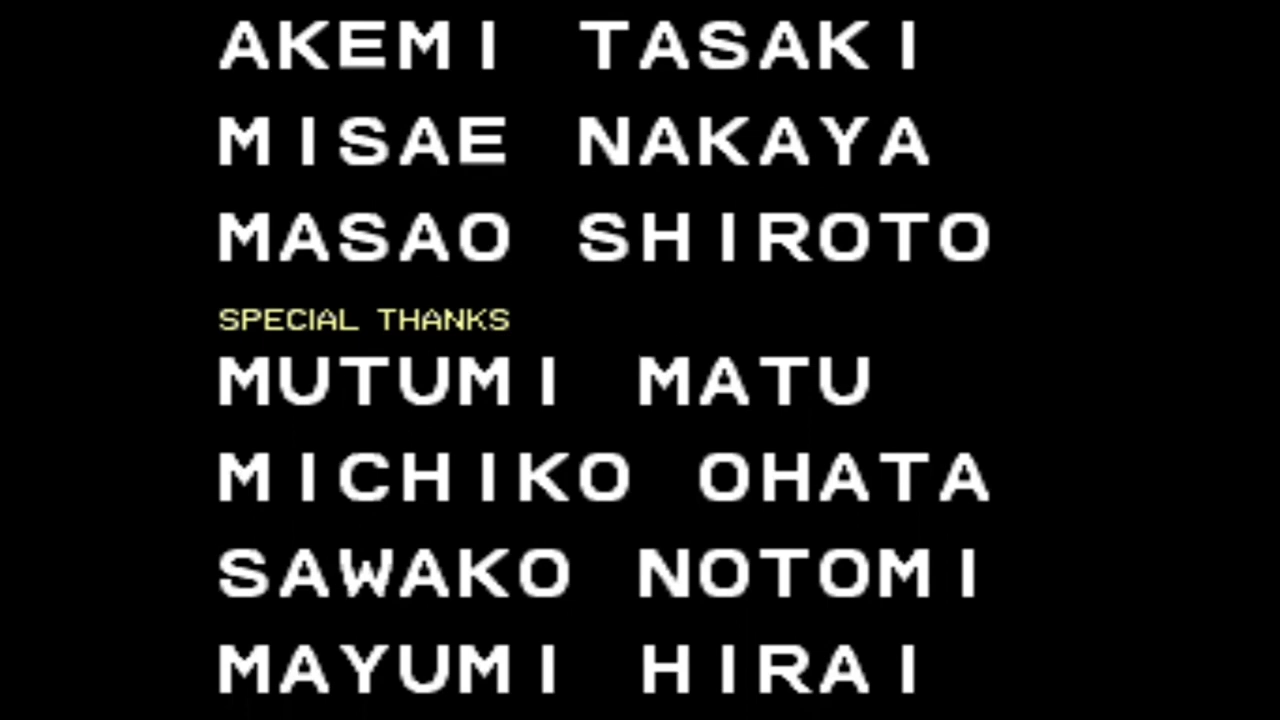 AKEMI TASAKI
MISAE NAKAYA
MASAO SHIROTO
SPECIAL THANKS
MUTUMI MATU
MICHIKO OHATA
SAWAKO NOTOMI
MAYUMI HIRAI